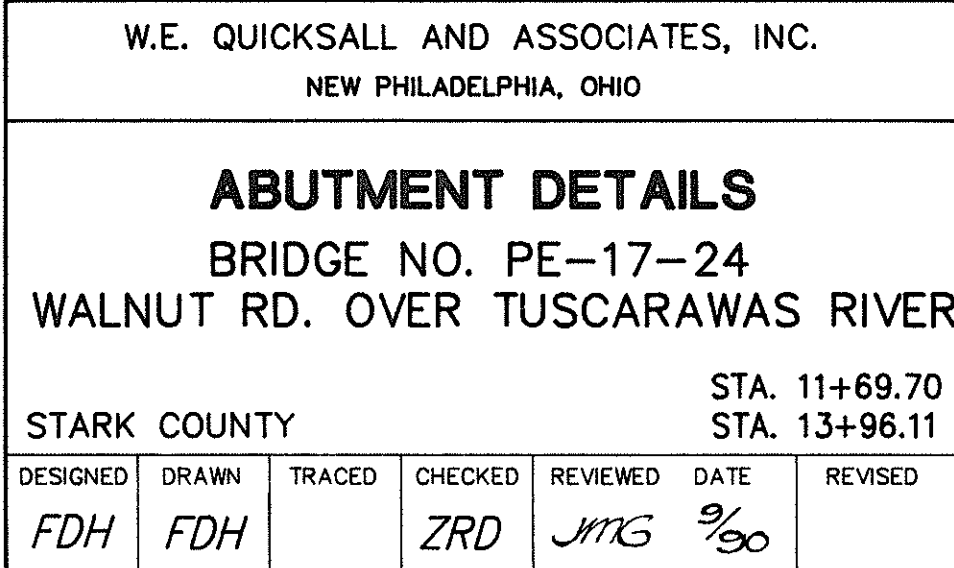 W.E. QUICKSALL AND ASSOCIATES, INC.
NEW PHILADELPHIA, OHIO
ABUTMENT DETAILS
BRIDGE NO. PE-17-24
WALNUT RD. OVER TUSCARAWAS RIVER
STA. 11+69.70
STARK COUNTY STA. 13+96.11
DESIGNED DRAWN TRACED CHECKED REVIEWED DATE REVISED
FDH FDH ZRD JMG 9/90